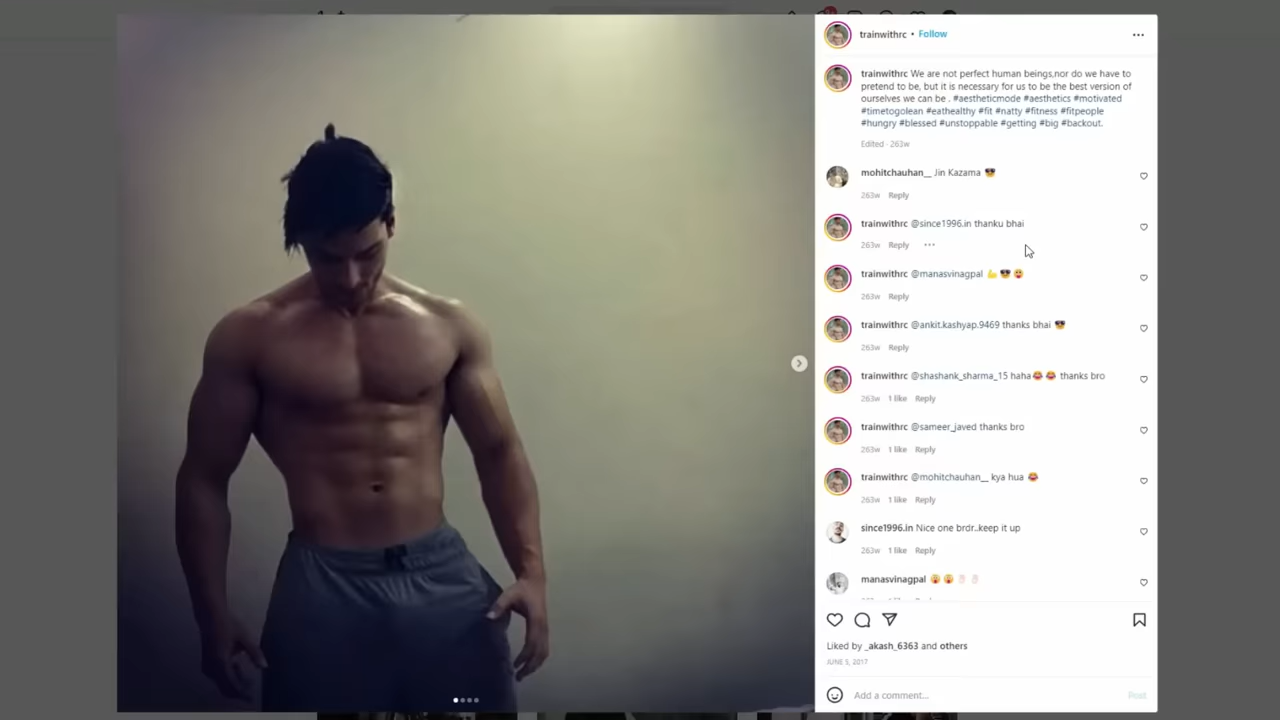 trainwithrc • Follow
trainwithrc We are not perfect human beings,nor do we have to
pretend to be, but it is necessary for us to be the best version of
ourselves we can be . #aestheticmode #aesthetics #motivated
#timetogolean #eathealthy #fit #natty #fitness #fitpeople
#hungry #blessed #unstoppable #getting #big #backout.
Edited · 263w
mohitchauhan__ Jin Kazama 😎
263w Reply
trainwithrc @since1996.in thanku bhai
263w Reply
trainwithrc @manasvinagpal 💪😎😛
263w Reply
trainwithrc @ankit.kashyap.9469 thanks bhai 😎
263w Reply
trainwithrc @shashank_sharma_15 haha😂😂 thanks bro
263w 1 like Reply
trainwithrc @sameer_javed thanks bro
263w 1 like Reply
trainwithrc @mohitchauhan__ kya hua 😂
263w 1 like Reply
since1996.in Nice one brdr..keep it up
263w 1 like Reply
manasvinagpal
Liked by _akash_6363 and others
JUNE 5, 2017
Add a comment...
Post